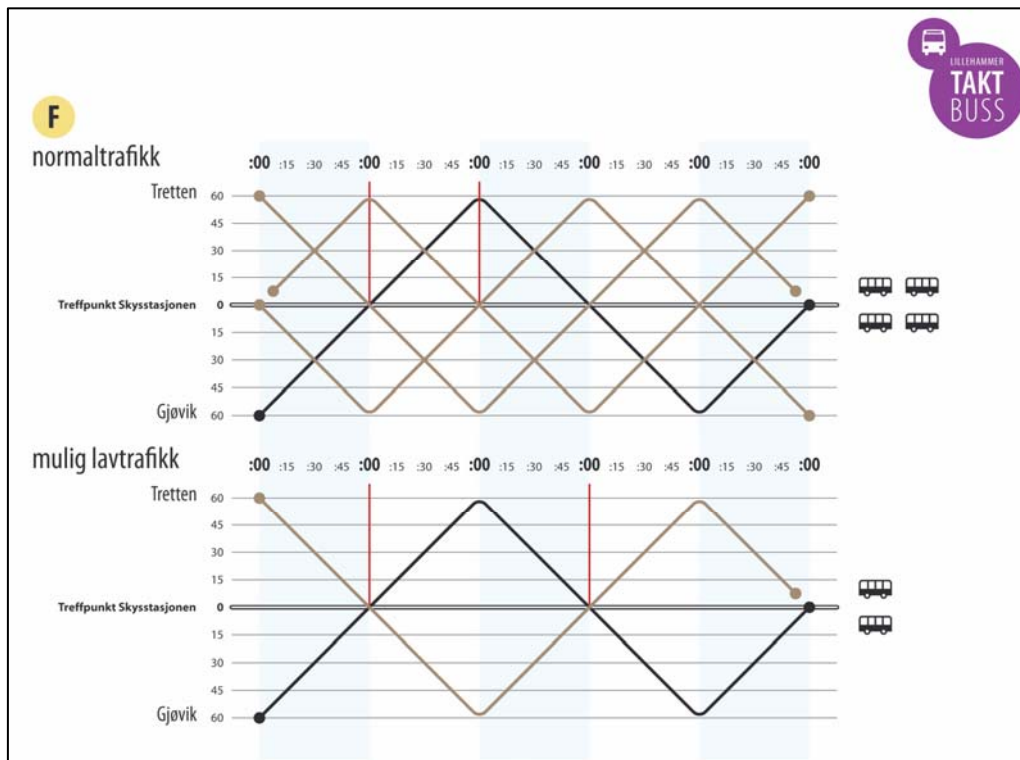 LILLEHAMMER
TAKT
BUSS
F
normaltrafikk
:00 :15 :30 :45 :00 :15 :30 :45 :00 :15 :30 :45 :00 :15 :30 :45 :00 :15 :30 :45 :00
Tretten 60
45
30
15
Treffpunkt Skysstasjonen 0
15
30
45
Gjøvik 60
mulig lavtrafikk
:00 :15 :30 :45 :00 :15 :30 :45 :00 :15 :30 :45 :00 :15 :30 :45 :00 :15 :30 :45 :00
Tretten 60
45
30
15
Treffpunkt Skysstasjonen 0
15
30
45
Gjøvik 60